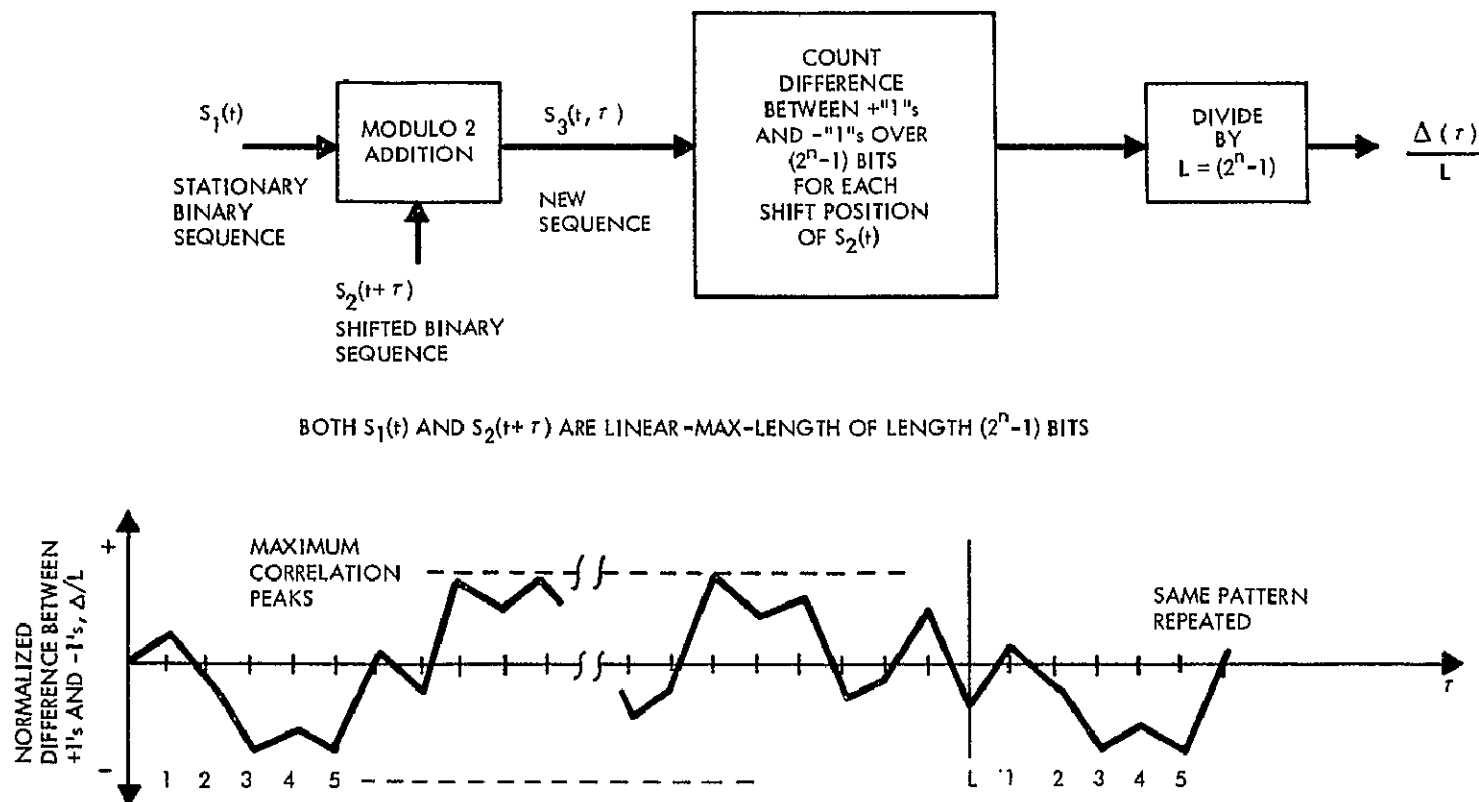 S1(t)
STATIONARY
BINARY
SEQUENCE
MODULO 2
ADDITION
S2(t+ τ)
SHIFTED BINARY
SEQUENCE
S3(t, τ)
NEW
SEQUENCE
COUNT
DIFFERENCE
BETWEEN +"1"s
AND -"1"s OVER
(2^n-1) BITS
FOR EACH
SHIFT POSITION
OF S2(t)
DIVIDE
BY
L = (2^n-1)
Δ(τ)
L
BOTH S1(t) AND S2(t+ τ) ARE LINEAR-MAX-LENGTH OF LENGTH (2^n-1) BITS
NORMALIZED
DIFFERENCE BETWEEN
+1's AND -1's, Δ/L
+
-
MAXIMUM
CORRELATION
PEAKS
SAME PATTERN
REPEATED
τ
1 2 3 4 5 L 1 2 3 4 5